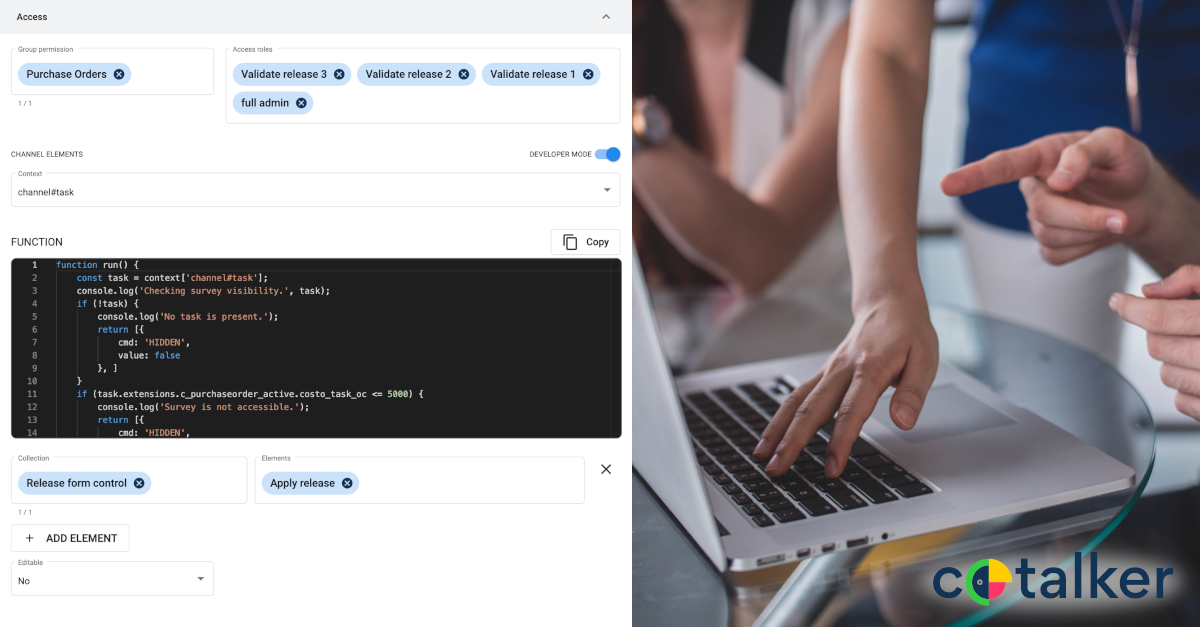 Access
Group permission
Purchase Orders
1 / 1
Access roles
Validate release 3 Validate release 2 Validate release 1
full admin
CHANNEL ELEMENTS
DEVELOPER MODE
Context
channel#task
FUNCTION
Copy
1 function run() {
2 const task = context['channel#task'];
3 console.log('Checking survey visibility.', task);
4 if (!task) {
5 console.log('No task is present.');
6 return [{
7 cmd: 'HIDDEN',
8 value: false
9 }, ]
10 }
11 if (task.extensions.c_purchaseorder_active.costo_task_oc <= 5000) {
12 console.log('Survey is not accessible.');
13 return [{
14 cmd: 'HIDDEN',
Collection
Release form control
1 / 1
Elements
Apply release
+ ADD ELEMENT
Editable
No
cotalker